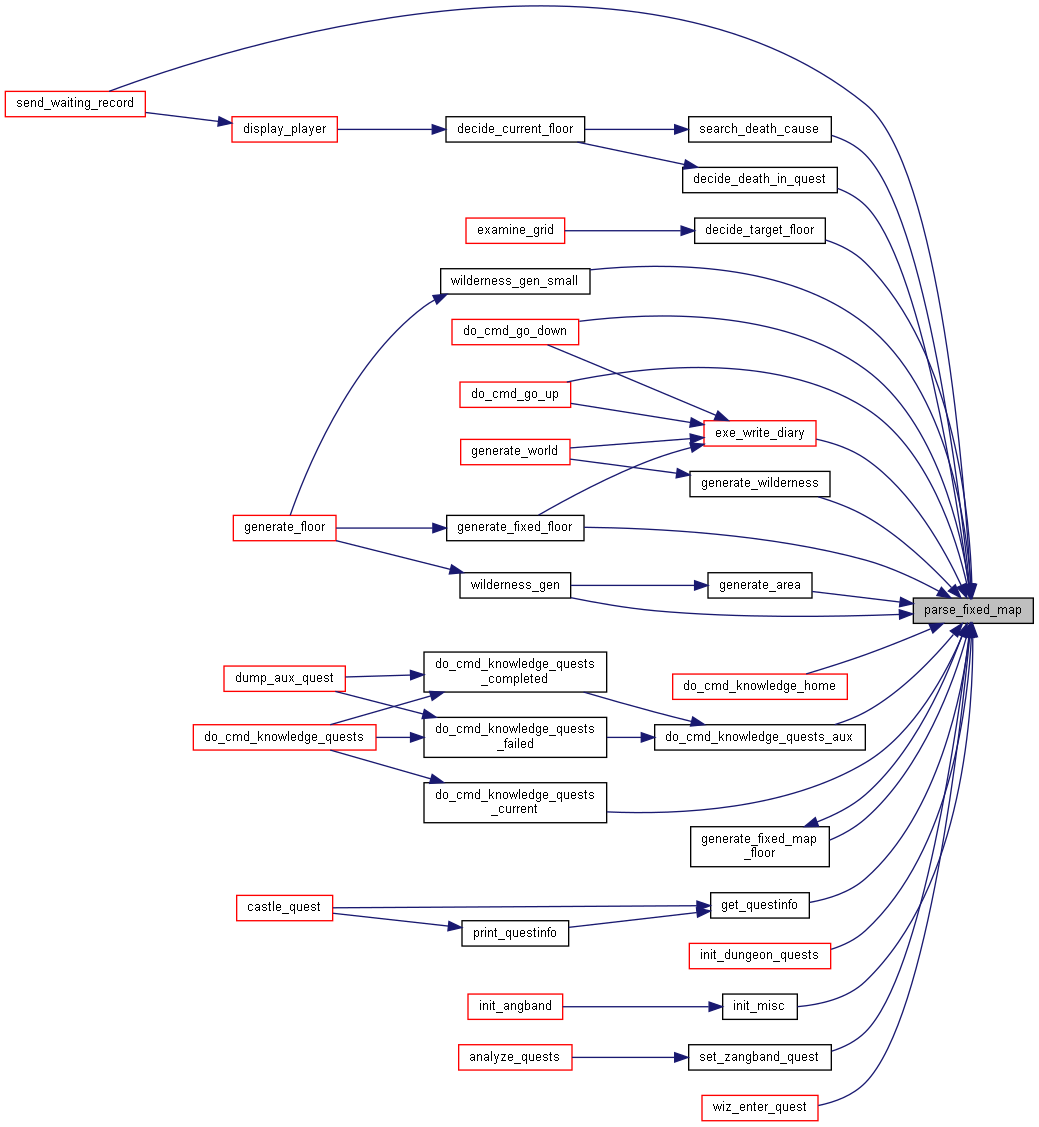 send_waiting_record
display_player
decide_current_floor
search_death_cause
decide_death_in_quest
examine_grid
decide_target_floor
wilderness_gen_small
do_cmd_go_down
do_cmd_go_up
exe_write_diary
generate_world
generate_wilderness
generate_floor
generate_fixed_floor
wilderness_gen
generate_area
parse_fixed_map
do_cmd_knowledge_quests
_completed
dump_aux_quest
do_cmd_knowledge_home
do_cmd_knowledge_quests
do_cmd_knowledge_quests
_failed
do_cmd_knowledge_quests_aux
do_cmd_knowledge_quests
_current
generate_fixed_map
_floor
castle_quest
get_questinfo
print_questinfo
init_dungeon_quests
init_angband
init_misc
analyze_quests
set_zangband_quest
wiz_enter_quest